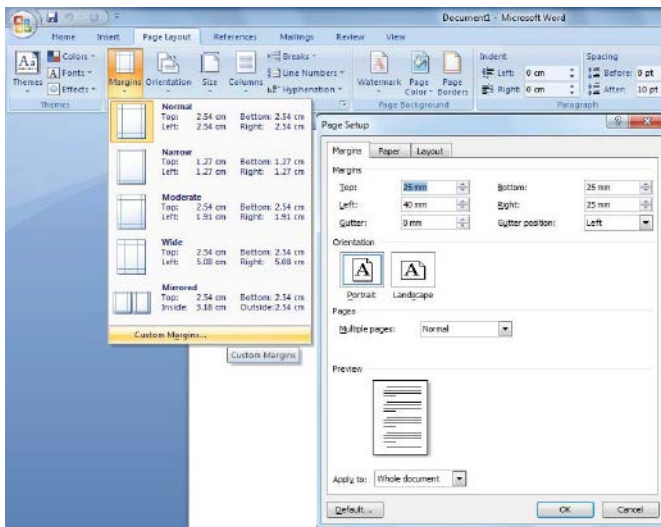 Document1 - Microsoft Word
Home Insert Page Layout References Mailings Review View
Themes
Colors
Fonts
Effects
Themes
Margins Orientation Size Columns
Breaks
Line Numbers
Hyphenation
Watermark Page Color Page Borders
Page Background
Indent
Left: 0 cm
Right: 0 cm
Spacing
Before: 0 pt
After: 10 pt
Paragraph
Normal
Top: 2.54 cm Bottom: 2.54 cm
Left: 2.54 cm Right: 2.54 cm
Narrow
Top: 1.27 cm Bottom: 1.27 cm
Left: 1.27 cm Right: 1.27 cm
Moderate
Top: 2.54 cm Bottom: 2.54 cm
Left: 1.91 cm Right: 1.91 cm
Wide
Top: 2.54 cm Bottom: 2.54 cm
Left: 5.08 cm Right: 5.08 cm
Mirrored
Top: 2.54 cm Bottom: 2.54 cm
Inside: 3.18 cm Outside: 2.54 cm
Custom Margins...
Custom Margins
Page Setup
Margins Paper Layout
Margins
Top: 25 mm Bottom: 25 mm
Left: 40 mm Right: 25 mm
Gutter: 0 mm Gutter position: Left
Orientation
A A
Portrait Landscape
Pages
Multiple pages: Normal
Preview
Apply to: Whole document
Default... OK Cancel